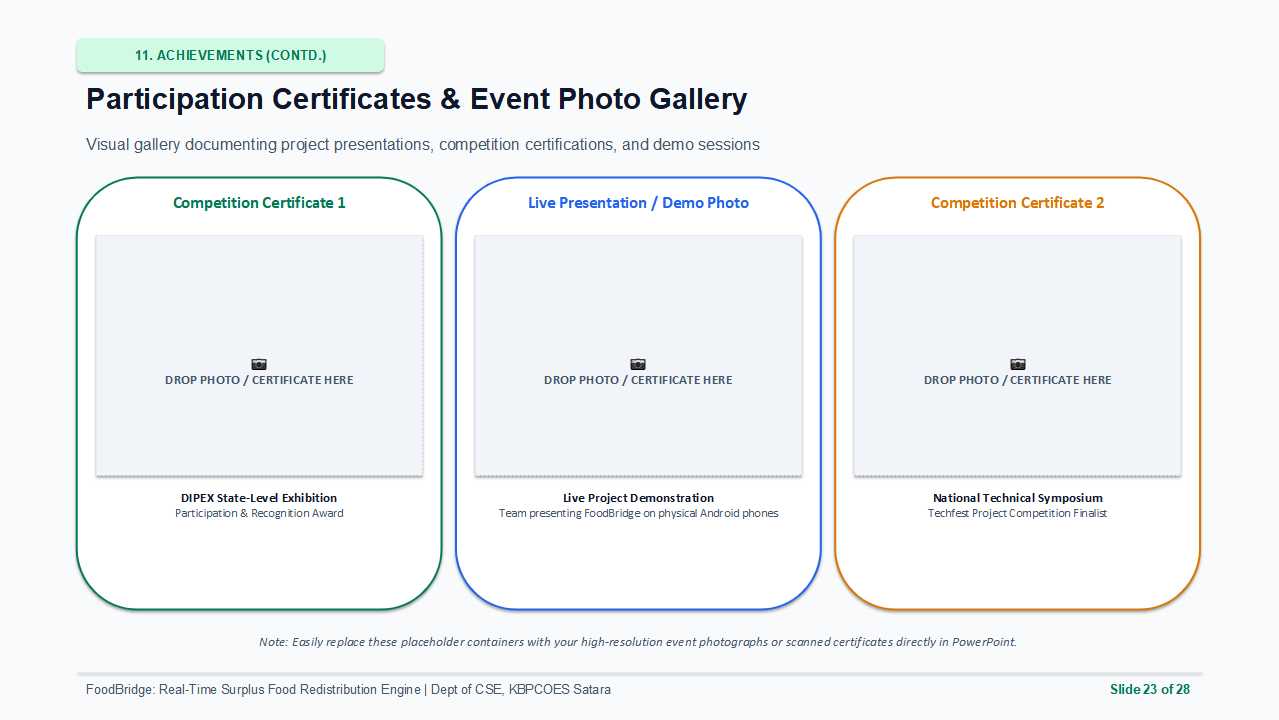 11. ACHIEVEMENTS (CONTD.)
Participation Certificates & Event Photo Gallery
Visual gallery documenting project presentations, competition certifications, and demo sessions
Competition Certificate 1
DROP PHOTO / CERTIFICATE HERE
DIPEX State-Level Exhibition
Participation & Recognition Award
Live Presentation / Demo Photo
DROP PHOTO / CERTIFICATE HERE
Live Project Demonstration
Team presenting FoodBridge on physical Android phones
Competition Certificate 2
DROP PHOTO / CERTIFICATE HERE
National Technical Symposium
Techfest Project Competition Finalist
Note: Easily replace these placeholder containers with your high-resolution event photographs or scanned certificates directly in PowerPoint.
FoodBridge: Real-Time Surplus Food Redistribution Engine | Dept of CSE, KBPCOES Satara
Slide 23 of 28